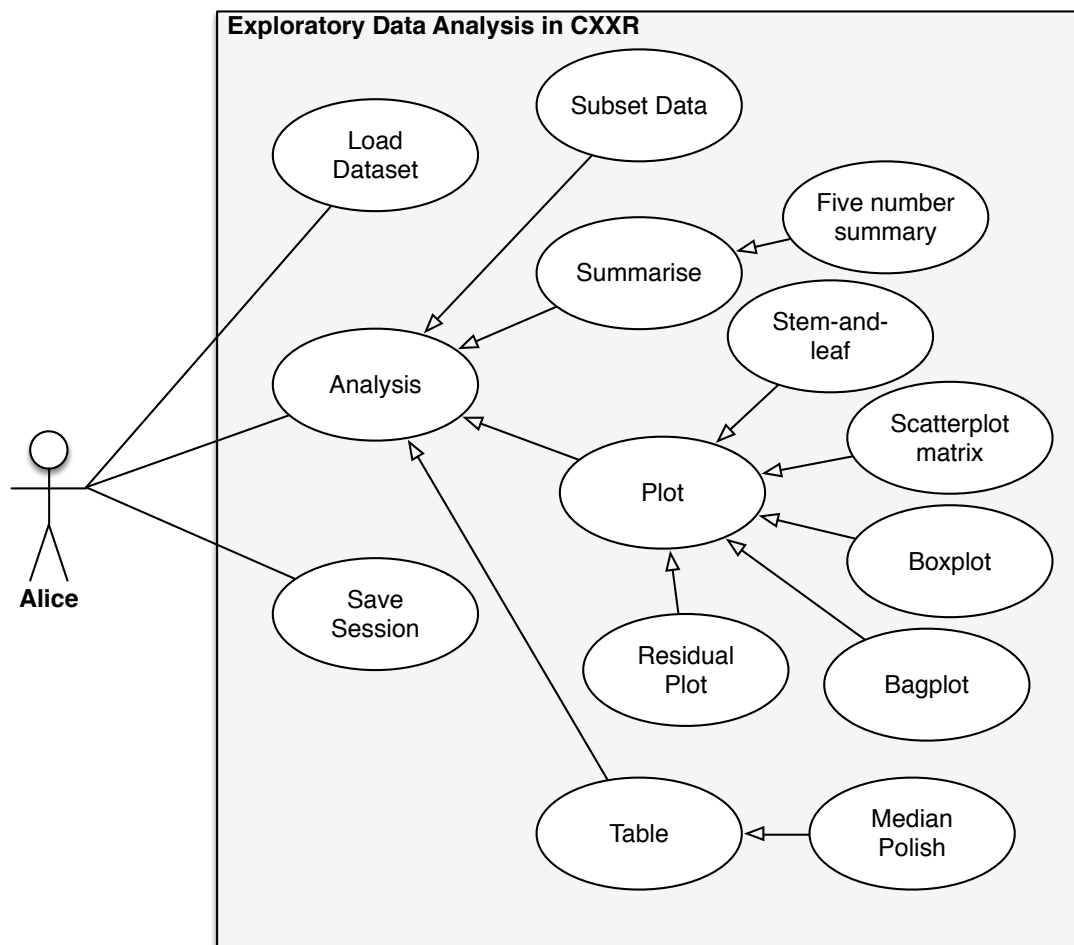 Exploratory Data Analysis in CXXR
Subset Data
Load
Dataset
Five number
summary
Summarise
Stem-and-
leaf
Analysis
Scatterplot
matrix
Plot
Boxplot
Alice
Save
Session
Residual
Plot
Bagplot
Table
Median
Polish